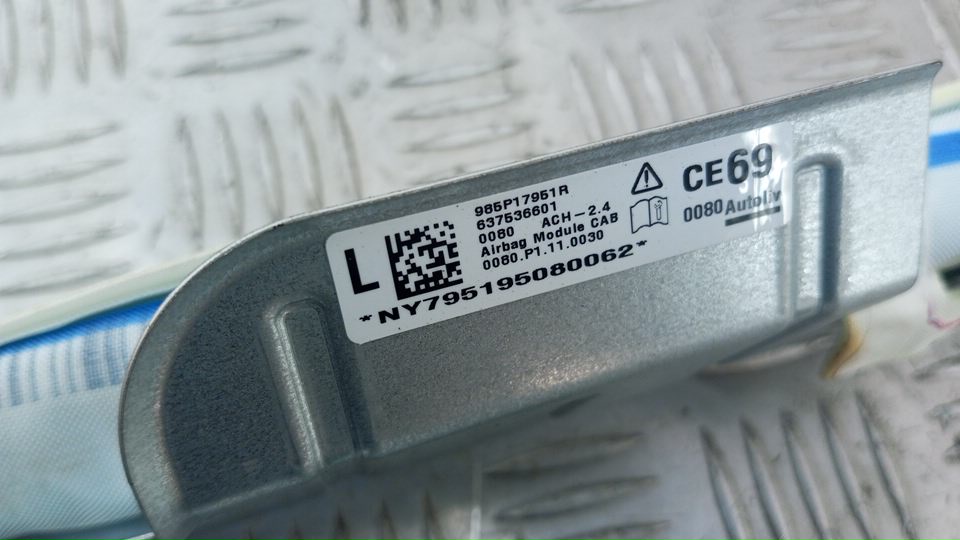 L
985P17951R
637536601
0080 ACH-2.4
Airbag Module CAB
0080.P1.11.0030
*NY795195080062*
CE69
0080 Autoliv